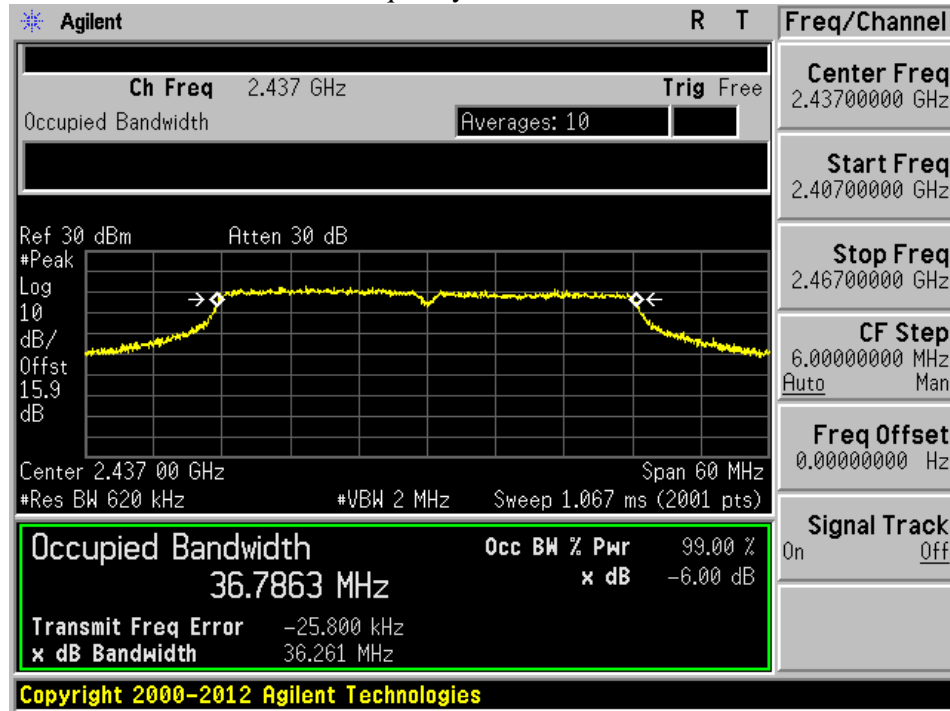 Agilent R T Freq/Channel
Ch Freq 2.437 GHz Trig Free
Occupied Bandwidth Averages: 10
Ref 30 dBm Atten 30 dB
#Peak
Log
10
dB/
Offst
15.9
dB
Center 2.437 00 GHz Span 60 MHz
#Res BW 620 kHz #VBW 2 MHz Sweep 1.067 ms (2001 pts)
Occupied Bandwidth Occ BW % Pwr 99.00 %
36.7863 MHz x dB -6.00 dB
Transmit Freq Error -25.800 kHz
x dB Bandwidth 36.261 MHz
Copyright 2000-2012 Agilent Technologies
Center Freq
2.43700000 GHz
Start Freq
2.40700000 GHz
Stop Freq
2.46700000 GHz
CF Step
6.00000000 MHz
Auto Man
Freq Offset
0.00000000 Hz
Signal Track
On Off